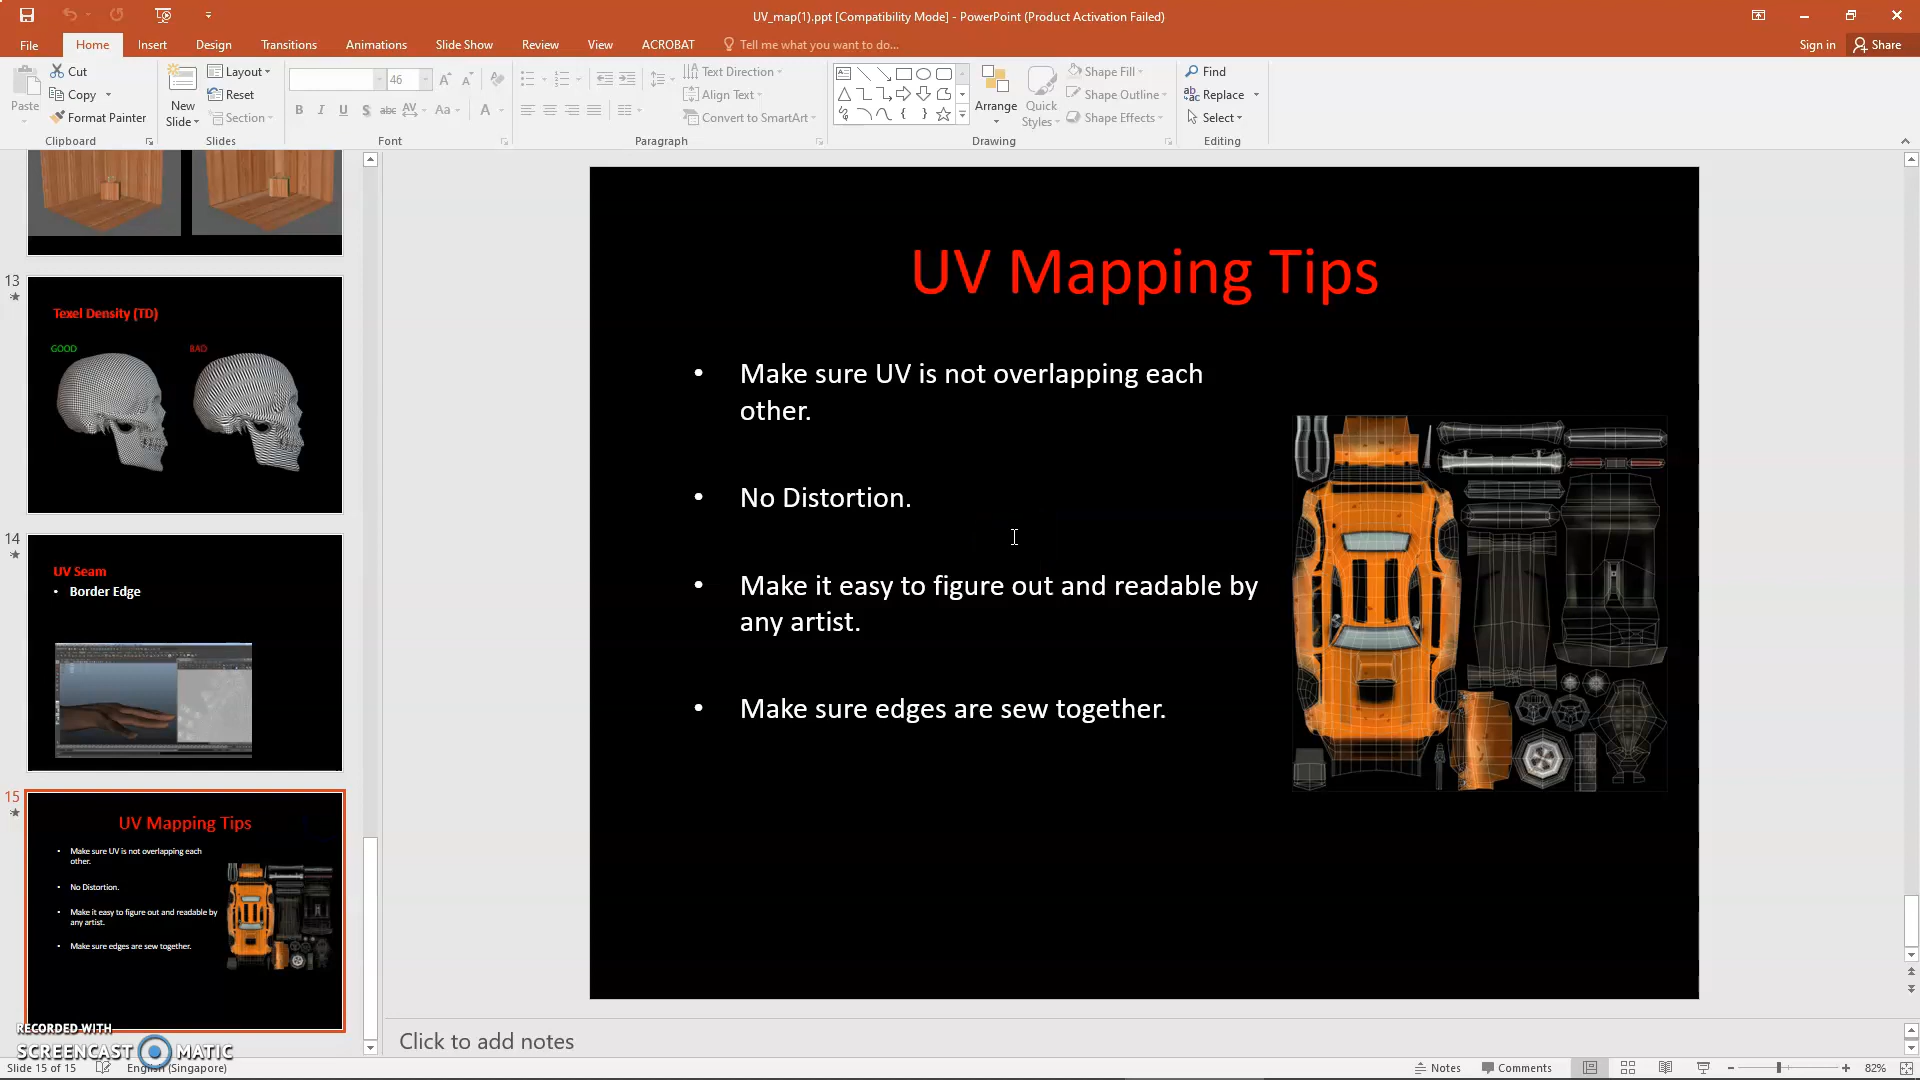 UV_map(1).ppt [Compatibility Mode] - PowerPoint (Product Activation Failed)
File Home Insert Design Transitions Animations Slide Show Review View ACROBAT Tell me what you want to do... Sign in Share
Paste
Cut
Copy
Format Painter
Clipboard
New
Slide
Layout
Reset
Section
Slides
46
B I U S abc AV Aa A
Font
Text Direction
Align Text
Convert to SmartArt
Paragraph
Arrange
Quick
Styles
Shape Fill
Shape Outline
Shape Effects
Drawing
Find
Replace
Select
Editing
13
Texel Density (TD)
GOOD BAD
14
UV Seam
• Border Edge
15
UV Mapping Tips
• Make sure UV is not overlapping each
other.
• No Distortion.
• Make it easy to figure out and readable by
any artist.
• Make sure edges are sew together.
UV Mapping Tips
• Make sure UV is not overlapping each
other.
• No Distortion.
• Make it easy to figure out and readable by
any artist.
• Make sure edges are sew together.
Click to add notes
RECORDED WITH
SCREENCAST MATIC
Slide 15 of 15 English (Singapore) Notes Comments 82%